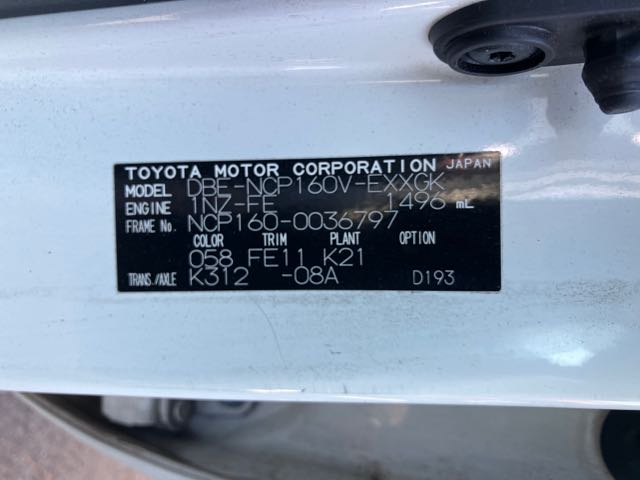 TOYOTA MOTOR CORPORATION JAPAN
MODEL DBE-NCP160V-EXXGK
ENGINE 1NZ-FE 1496 mL
FRAME No. NCP160-0036797
COLOR TRIM PLANT OPTION
058 FE11 K21
TRANS./AXLE K312 -08A D193